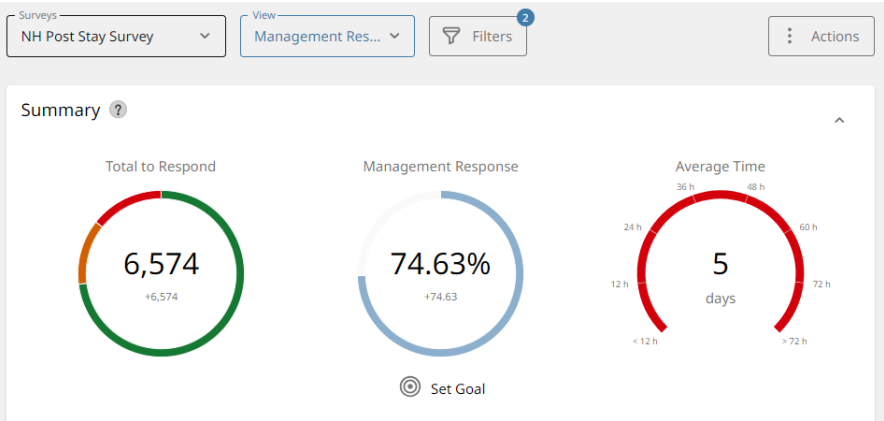 Surveys
NH Post Stay Survey
View
Management Res...
Filters
2
Actions
Summary ?
Total to Respond
6,574
+6,574
Management Response
74.63%
+74.63
Set Goal
Average Time
36 h
48 h
24 h
60 h
12 h
72 h
5
days
< 12 h
> 72 h